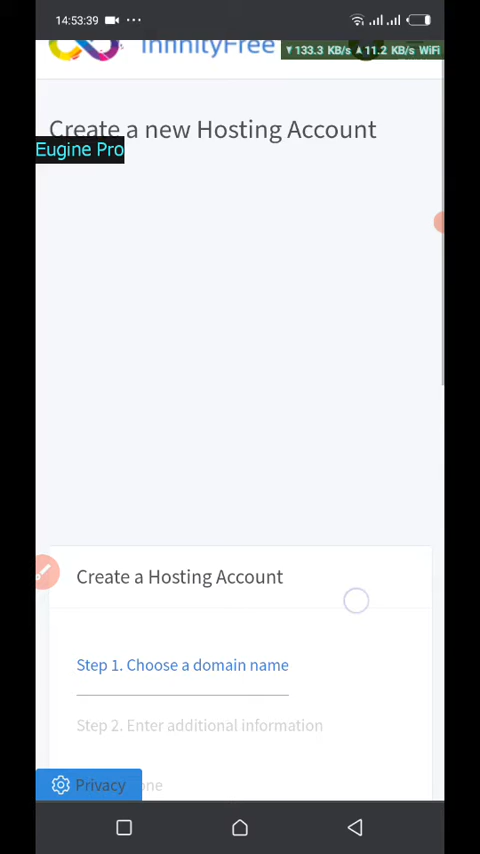 14:53:39
InfinityFree
▼133.3 KB/s ▲11.2 KB/s WiFi
Create a new Hosting Account
Eugine Pro
Create a Hosting Account
Step 1. Choose a domain name
Step 2. Enter additional information
Privacy
one